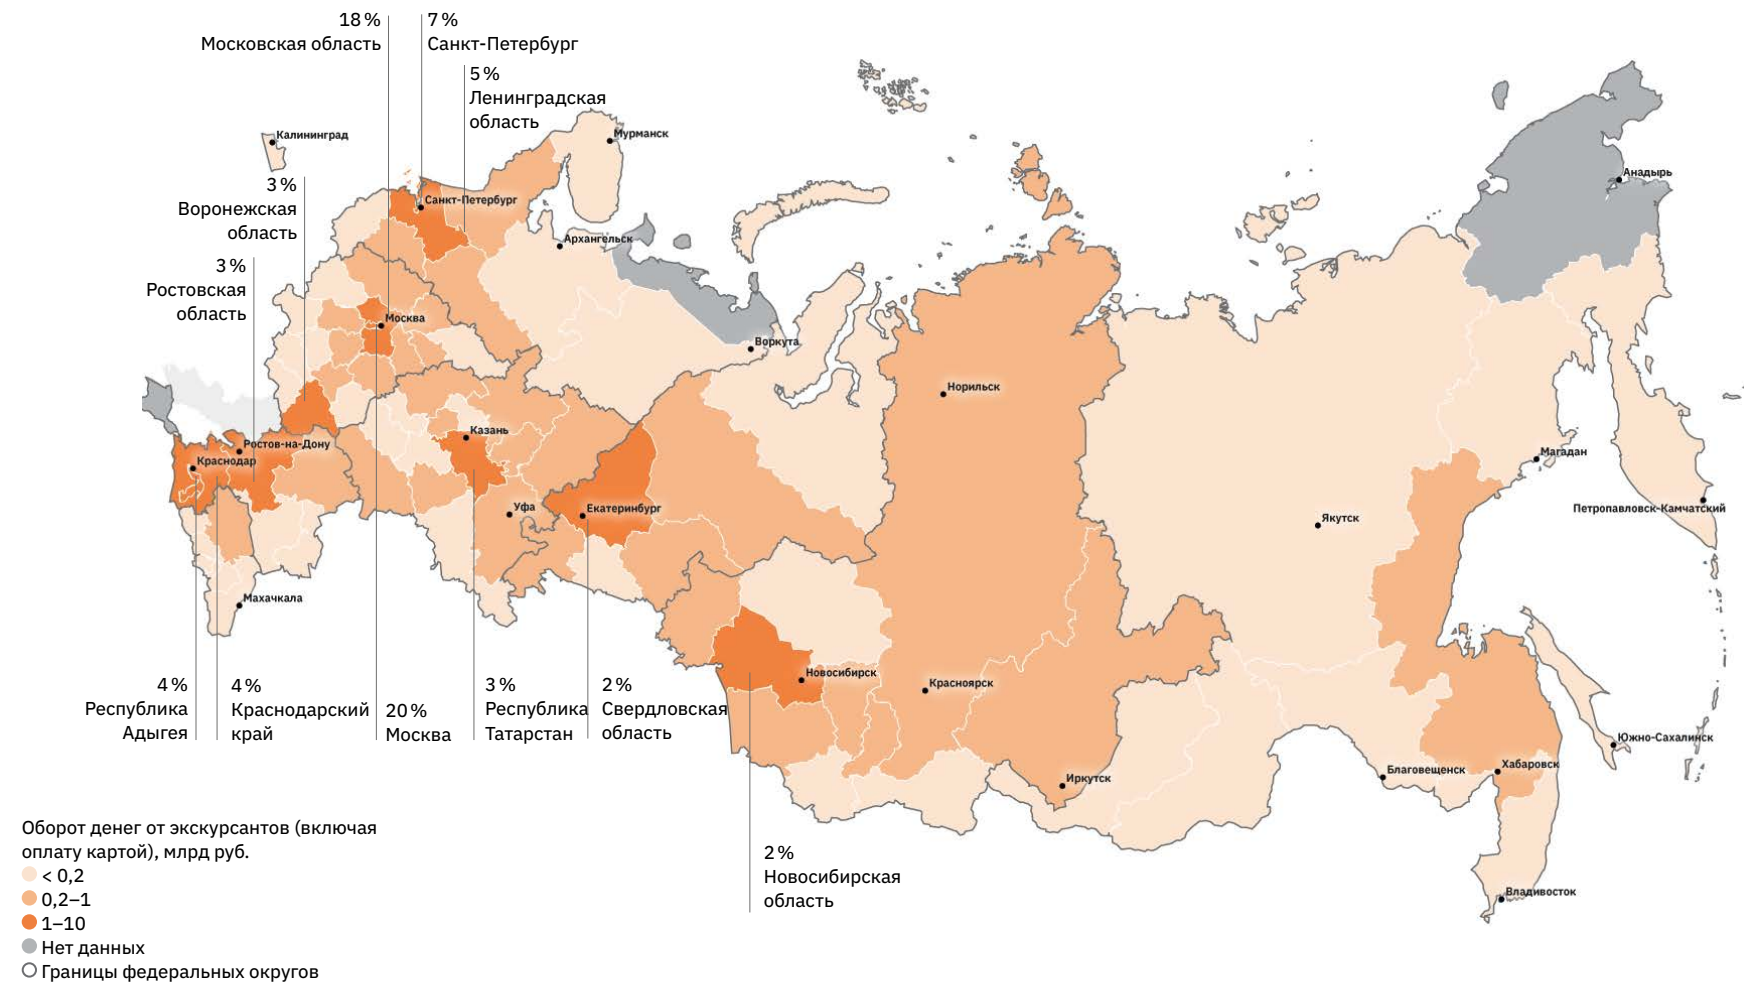 18 %
Московская область
7 %
Санкт-Петербург
5 %
Ленинградская
область
Калининград
Мурманск
3 %
Воронежская
область
Санкт-Петербург
Анадырь
Архангельск
3 %
Ростовская
область
Москва
Воркута
Норильск
Казань
Ростов-на-Дону
Краснодар
Магадан
Уфа
Екатеринбург
Якутск
Петропавловск-Камчатский
Махачкала
4 %
Республика
Адыгея
4 %
Краснодарский
край
20 %
Москва
3 %
Республика
Татарстан
2 %
Свердловская
область
Новосибирск
Красноярск
Иркутск
Южно-Сахалинск
Благовещенск
Хабаровск
Владивосток
2 %
Новосибирская
область
Оборот денег от экскурсантов (включая
оплату картой), млрд руб.
< 0,2
0,2–1
1–10
Нет данных
Границы федеральных округов